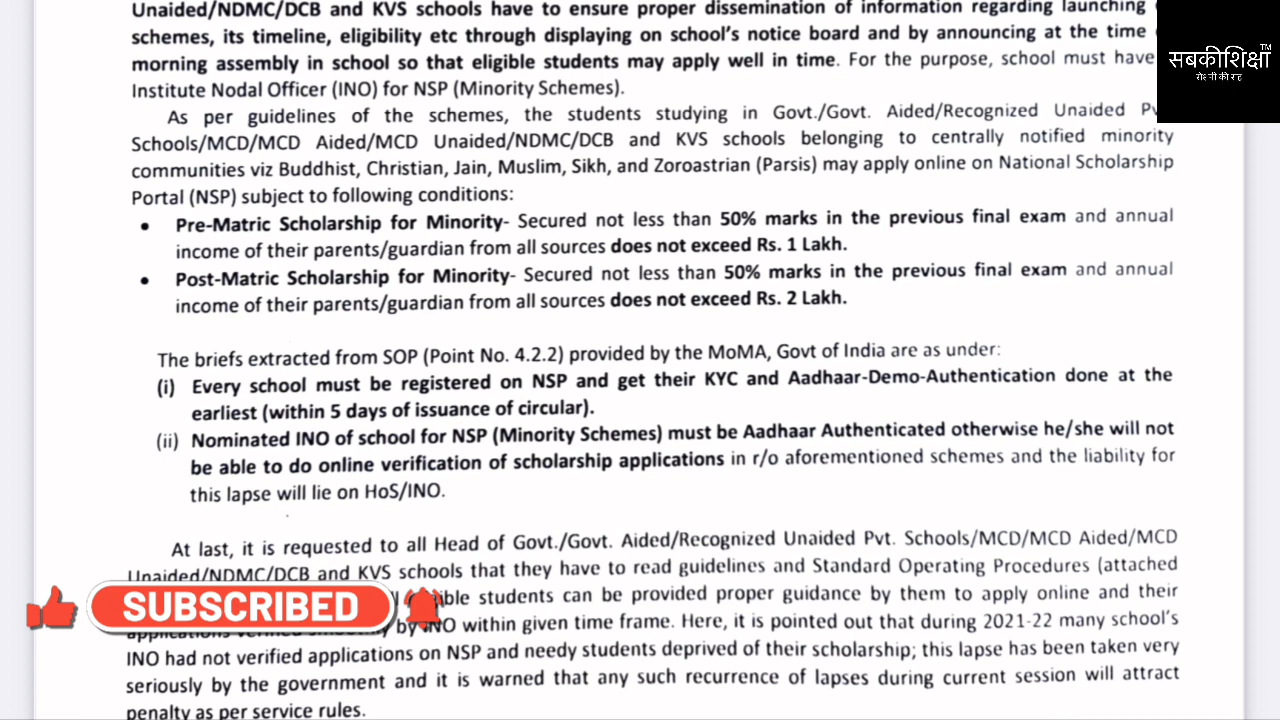 Unaided/NDMC/DCB and KVS schools have to ensure proper dissemination of information regarding launching
schemes, its timeline, eligibility etc through displaying on school's notice board and by announcing at the time
morning assembly in school so that eligible students may apply well in time. For the purpose, school must have
Institute Nodal Officer (INO) for NSP (Minority Schemes).
As per guidelines of the schemes, the students studying in Govt./Govt. Aided/Recognized Unaided
Schools/MCD/MCD Aided/MCD Unaided/NDMC/DCB and KVS schools belonging to centrally notified minority
communities viz Buddhist, Christian, Jain, Muslim, Sikh, and Zoroastrian (Parsis) may apply online on National Scholarship
Portal (NSP) subject to following conditions:
• Pre-Matric Scholarship for Minority- Secured not less than 50% marks in the previous final exam and annual
income of their parents/guardian from all sources does not exceed Rs. 1 Lakh.
• Post-Matric Scholarship for Minority- Secured not less than 50% marks in the previous final exam and annual
income of their parents/guardian from all sources does not exceed Rs. 2 Lakh.
The briefs extracted from SOP (Point No. 4.2.2) provided by the MoMA, Govt of India are as under:
(i) Every school must be registered on NSP and get their KYC and Aadhaar-Demo-Authentication done at the
earliest (within 5 days of issuance of circular).
(ii) Nominated INO of school for NSP (Minority Schemes) must be Aadhaar Authenticated otherwise he/she will not
be able to do online verification of scholarship applications in r/o aforementioned schemes and the liability for
this lapse will lie on HoS/INO.
At last, it is requested to all Head of Govt./Govt. Aided/Recognized Unaided Pvt. Schools/MCD/MCD Aided/MCD
Unaided/NDMC/DCB and KVS schools that they have to read guidelines and Standard Operating Procedures (attached
students can be provided proper guidance by them to apply online and their
by INO within given time frame. Here, it is pointed out that during 2021-22 many school's
INO had not verified applications on NSP and needy students deprived of their scholarship; this lapse has been taken very
seriously by the government and it is warned that any such recurrence of lapses during current session will attract
penalty as per service rules.
SUBSCRIBED
सबकीशिक्षा TM
रोशनी की राह